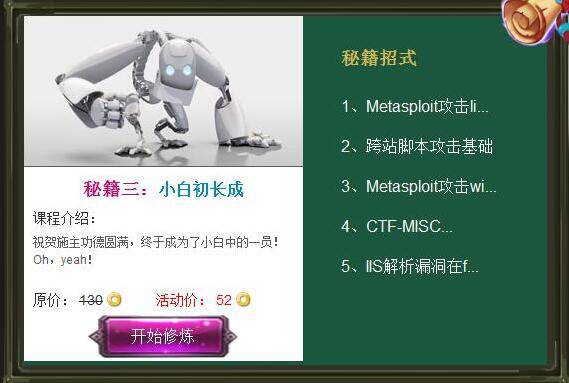 秘籍三：小白初长成
课程介绍：
祝贺施主功德圆满，终于成为了小白中的一员！
Oh，yeah！
原价： 130 活动价： 52
开始修炼
秘籍招式
1、Metasploit攻击li...
2、跨站脚本攻击基础
3、Metasploit攻击wi...
4、CTF-MISC...
5、IIS解析漏洞在f...